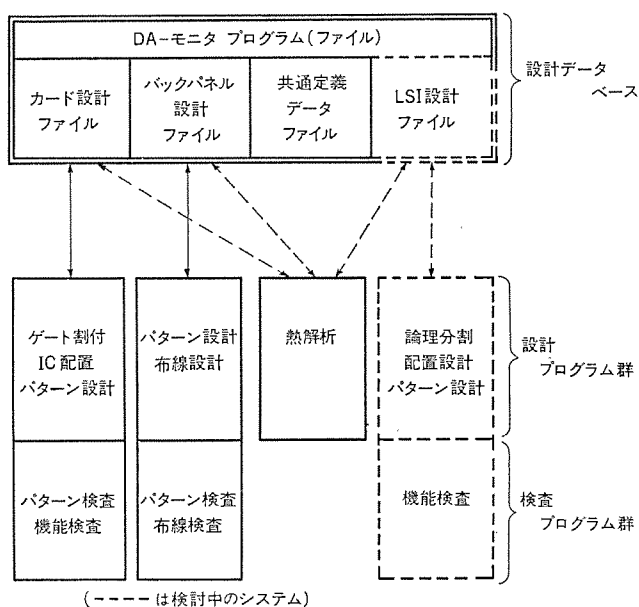 DA-モニタ プログラム(ファイル)
カード設計
ファイル
バックパネル
設計
ファイル
共通定義
データ
ファイル
LSI設計
ファイル
設計データ
ベース
ゲート割付
IC配置
パターン設計
パターン設計
布線設計
熱解析
論理分割
配置設計
パターン設計
設計
プログラム群
パターン検査
機能検査
パターン検査
布線検査
機能検査
検査
プログラム群
(----は検討中のシステム)